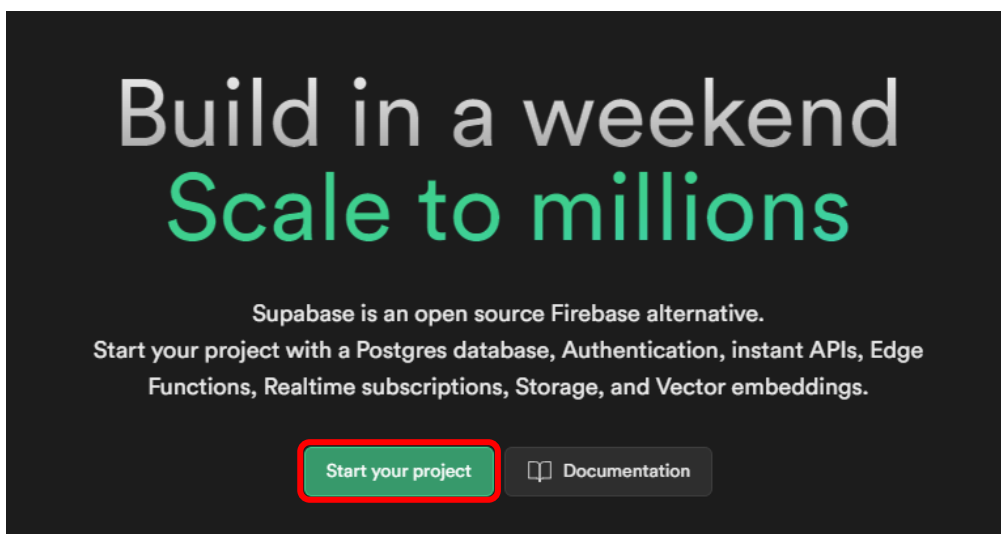 Build in a weekend
Scale to millions
Supabase is an open source Firebase alternative.
Start your project with a Postgres database, Authentication, instant APIs, Edge
Functions, Realtime subscriptions, Storage, and Vector embeddings.
Start your project
Documentation